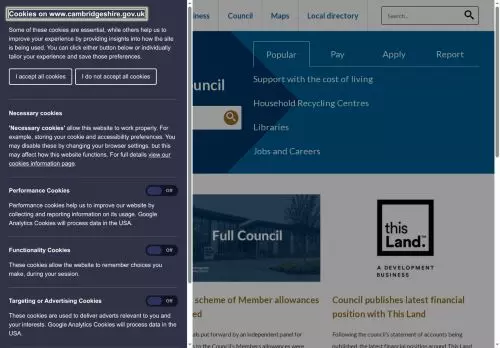 Cookies on www.cambridgeshire.gov.uk
Some of these cookies are essential, while others help us to
improve your experience by providing insights into how the site
is being used. You can click either button below or individually
tailor your experience and save those preferences.
I accept all cookies
I do not accept all cookies
Necessary cookies
'Necessary cookies' allow this website to work properly. For
example, storing your cookie and accessibility preferences. You
may disable these by changing your browser settings, but this
may affect how this website functions. For full details view our
cookies information page.
Performance Cookies
Off
Performance cookies help us to improve our website by
collecting and reporting information on its usage. Google
Analytics Cookies will process data in the USA.
Functionality Cookies
Off
These cookies allow the website to remember choices you
make, during your session.
Targeting or Advertising Cookies
Off
These cookies are used to deliver adverts relevant to you and
your interests. Google Analytics Cookies will process data in the
USA.
iness
Council
Maps
Local directory
Search...
ouncil
Popular
Pay
Apply
Report
Support with the cost of living
Household Recycling Centres
Libraries
Jobs and Careers
Full Council
this
Land.
A DEVELOPMENT
BUSINESS
scheme of Member allowances
ed
Council publishes latest financial
position with This Land
put forward by an independent panel for
in the Council's Members allowances were
Following the council's statement of accounts being
published, the latest financial position around This Land